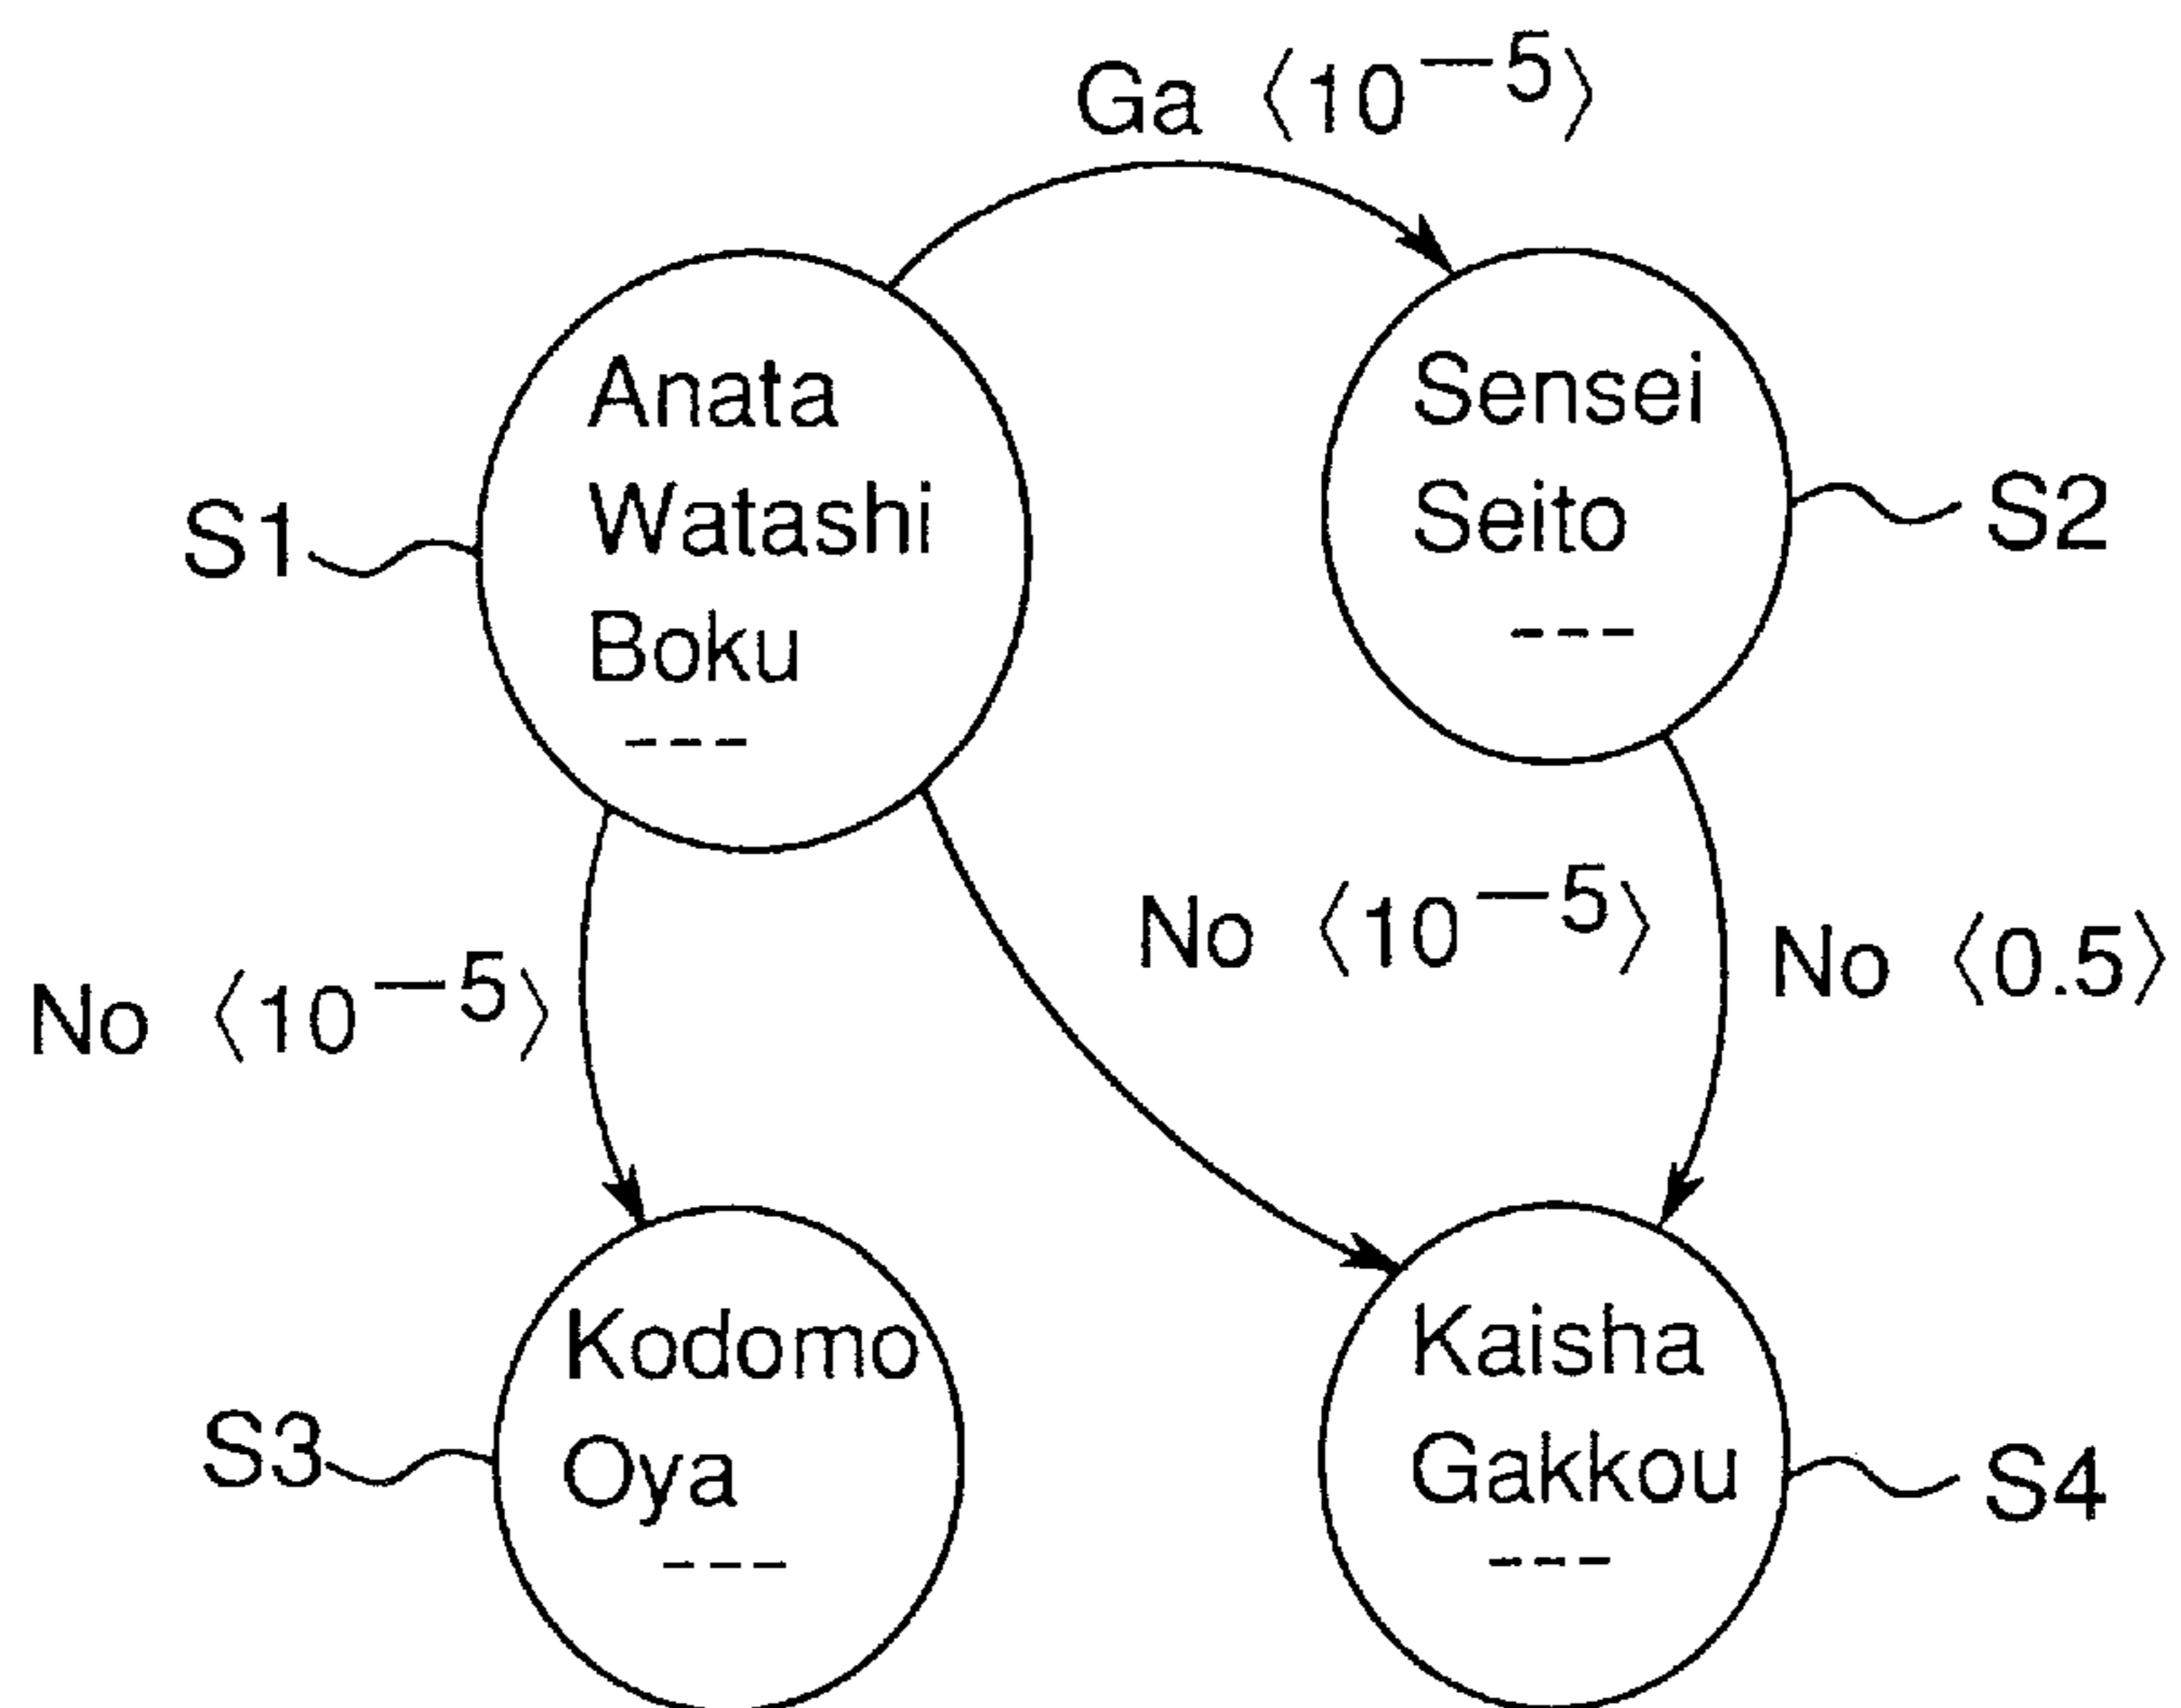 Ga 〈10⁻⁵〉
Anata
Watashi
Boku
---
S1
Sensei
Seito
---
S2
No 〈10⁻⁵〉
No 〈10⁻⁵〉
No 〈0.5〉
Kodomo
Oya
---
S3
Kaisha
Gakkou
---
S4